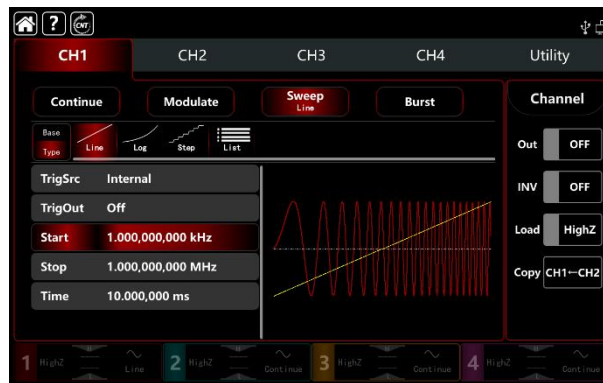 ? CNT
CH1 CH2 CH3 CH4 Utility
Continue Modulate Sweep Burst Channel
Line
Base
Type Line Log Step List
Out OFF
TrigSrc Internal
INV OFF
TrigOut Off
Start 1.000,000,000 kHz
Load HighZ
Stop 1.000,000,000 MHz
Copy CH1←CH2
Time 10.000,000 ms
1 HighZ Line 2 HighZ Continue 3 HighZ Continue 4 HighZ Continue